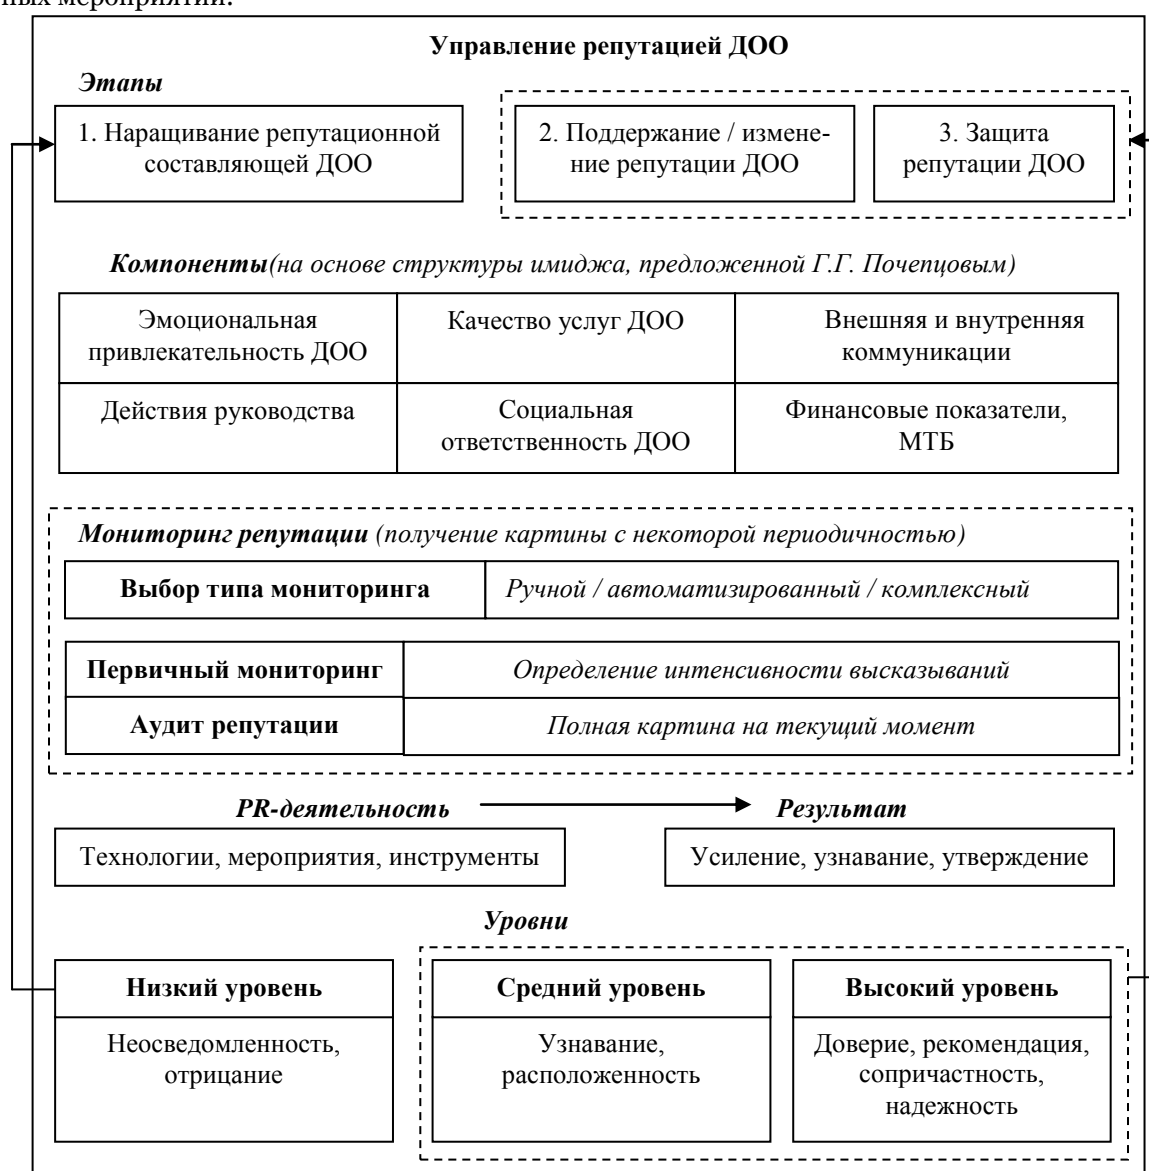 ных мероприятий.
Управление репутацией ДОО
Этапы
1. Наращивание репутационной
составляющей ДОО
2. Поддержание / измене-
ние репутации ДОО
3. Защита
репутации ДОО
Компоненты(на основе структуры имиджа, предложенной Г.Г. Почепцовым)
Эмоциональная
привлекательность ДОО
Качество услуг ДОО
Внешняя и внутренняя
коммуникации
Действия руководства
Социальная
ответственность ДОО
Финансовые показатели,
МТБ
Мониторинг репутации (получение картины с некоторой периодичностью)
Выбор типа мониторинга
Ручной / автоматизированный / комплексный
Первичный мониторинг
Определение интенсивности высказываний
Аудит репутации
Полная картина на текущий момент
PR-деятельность
Результат
Технологии, мероприятия, инструменты
Усиление, узнавание, утверждение
Уровни
Низкий уровень
Неосведомленность,
отрицание
Средний уровень
Узнавание,
расположенность
Высокий уровень
Доверие, рекомендация,
сопричастность,
надежность